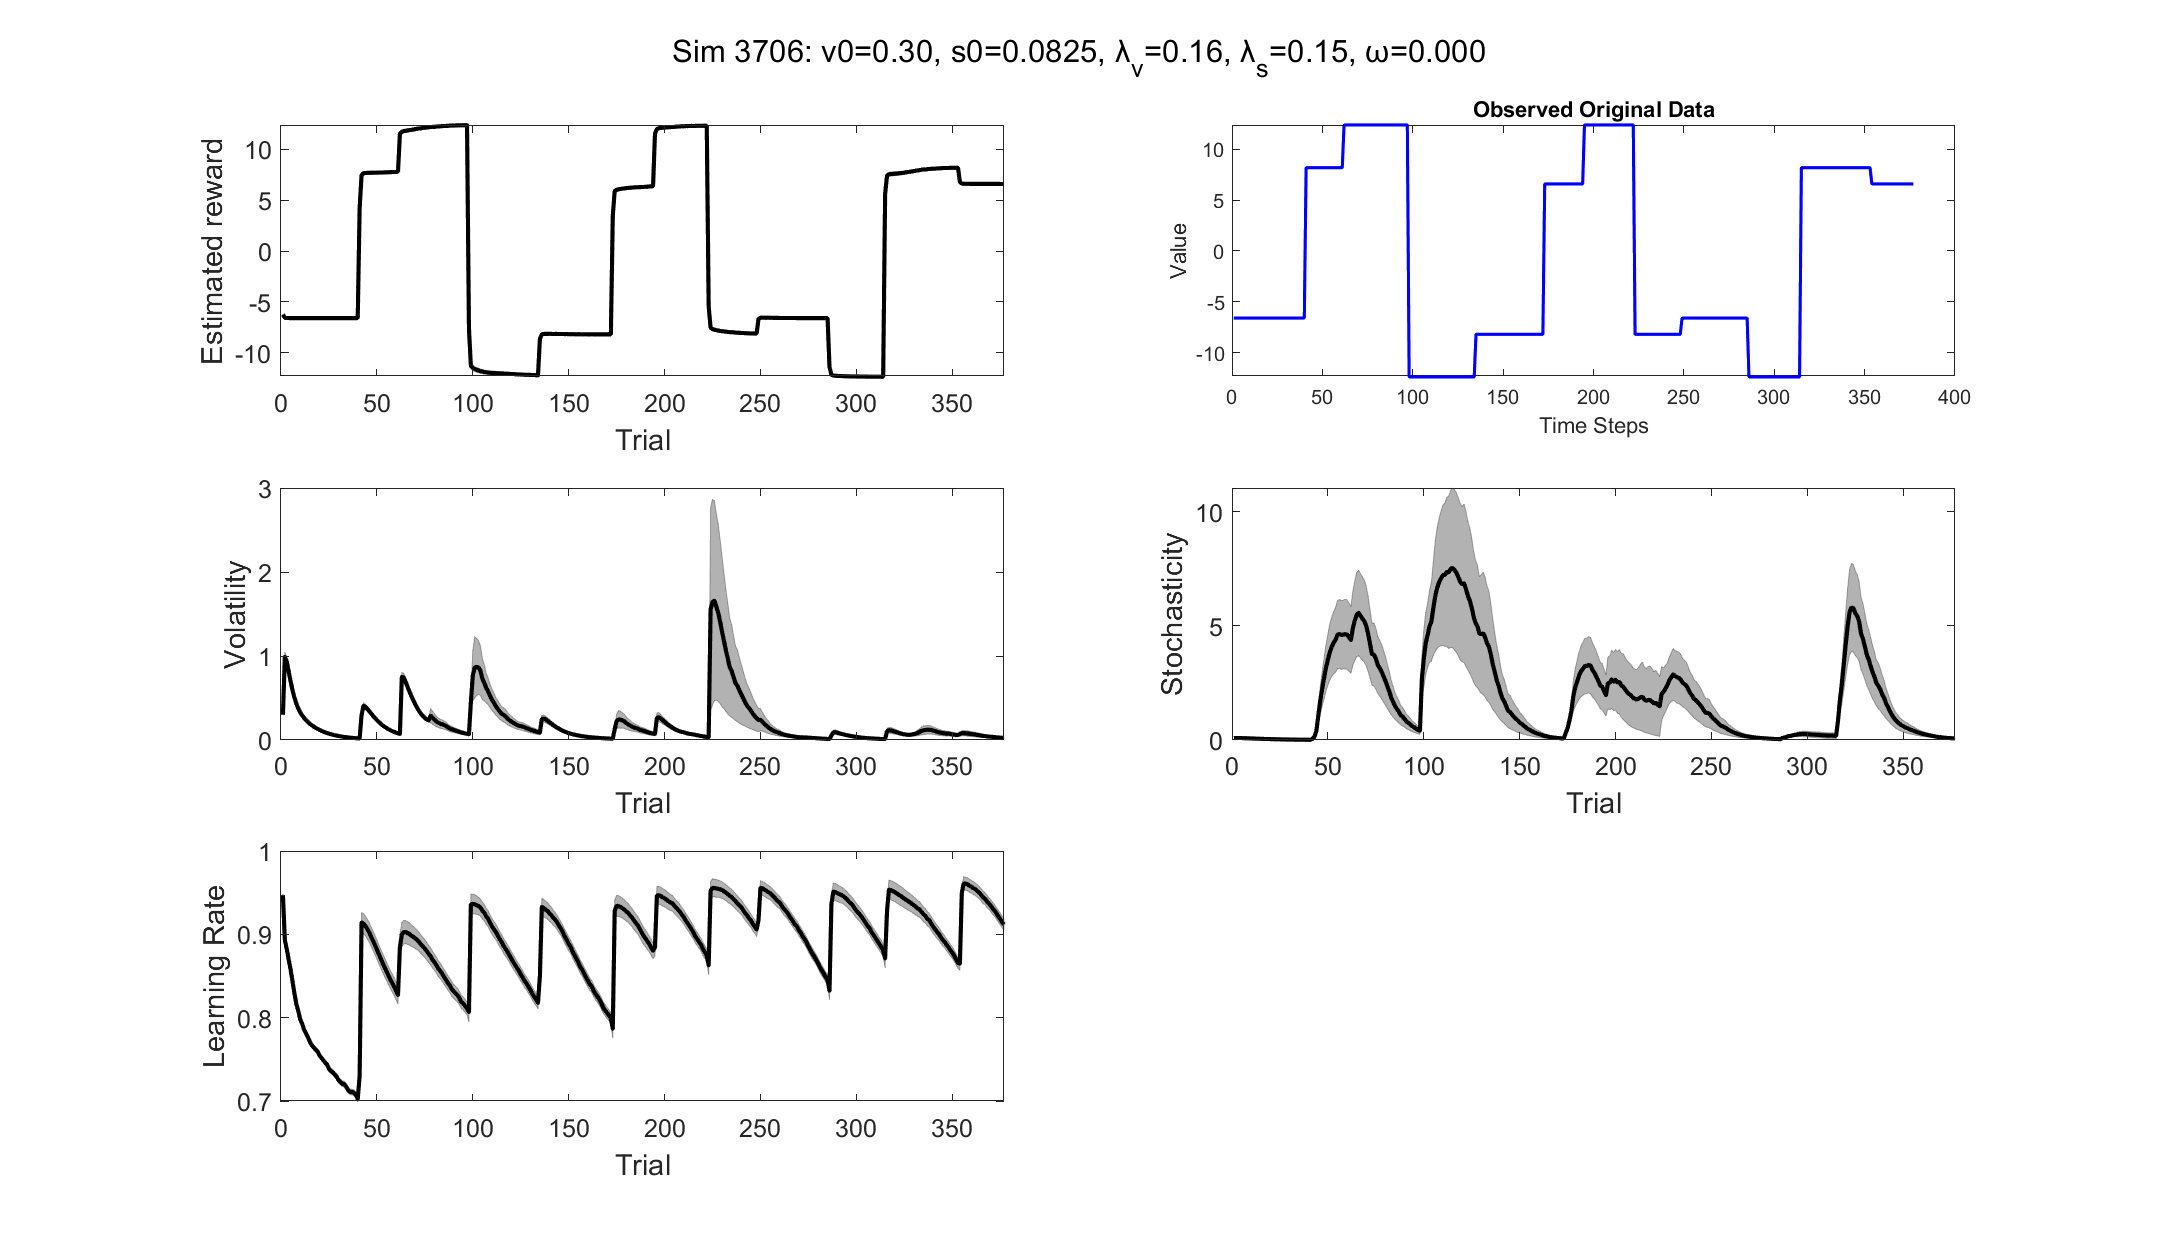 Sim 3706: v0=0.30, s0=0.0825, λ_v=0.16, λ_s=0.15, ω=0.000
Estimated reward
10
5
0
-5
-10
0 50 100 150 200 250 300 350
Trial
Observed Original Data
Value
10
5
0
-5
-10
0 50 100 150 200 250 300 350 400
Time Steps
Volatility
3
2
1
0
0 50 100 150 200 250 300 350
Trial
Stochasticity
10
5
0
0 50 100 150 200 250 300 350
Trial
Learning Rate
1
0.9
0.8
0.7
0 50 100 150 200 250 300 350
Trial